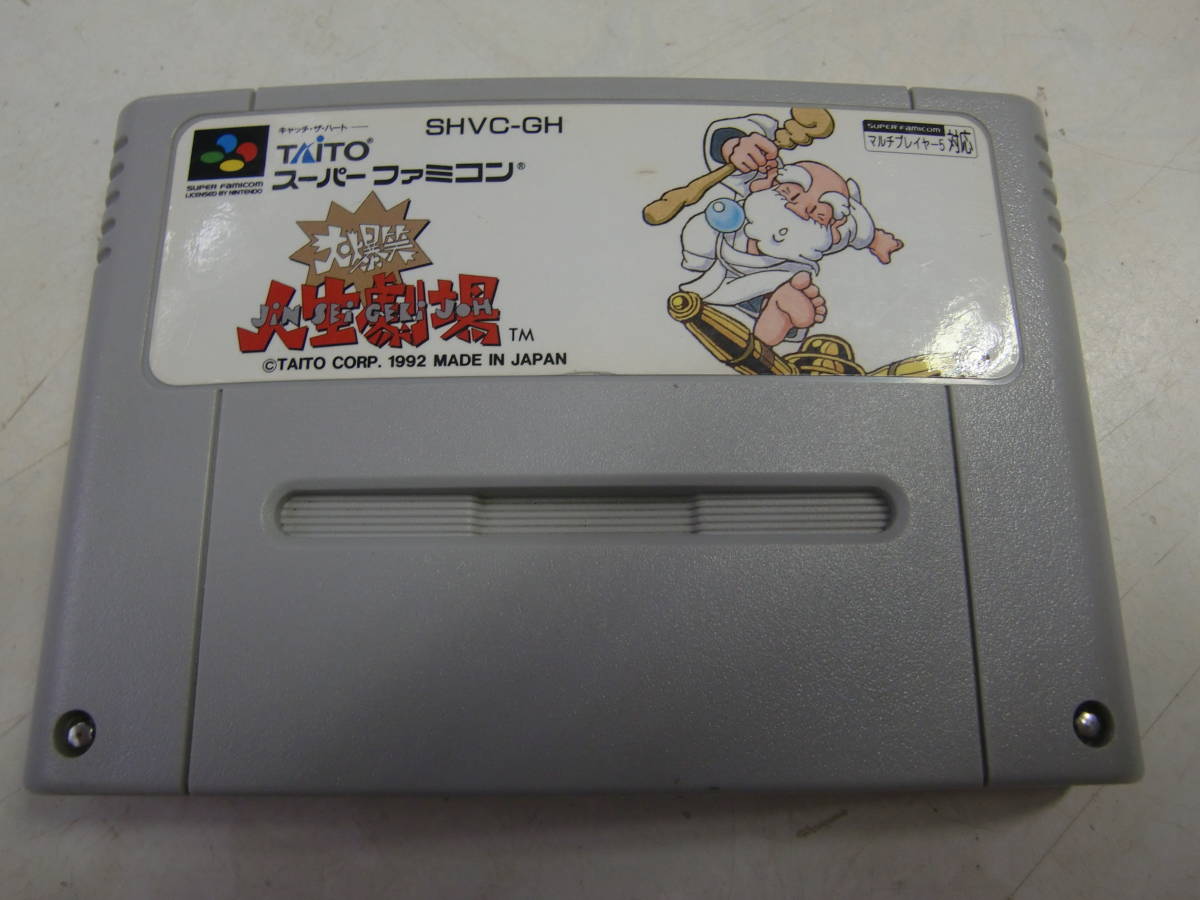 SUPER FAMICOM
LICENSED BY NINTENDO
キャッチ・ザ・ハート
TAITO®
スーパーファミコン®
SHVC-GH
SUPER FAMICOM
マルチプレイヤー5 対応
大爆笑
人生劇場 TM
JINSEI GEKIJOH
©TAITO CORP. 1992 MADE IN JAPAN